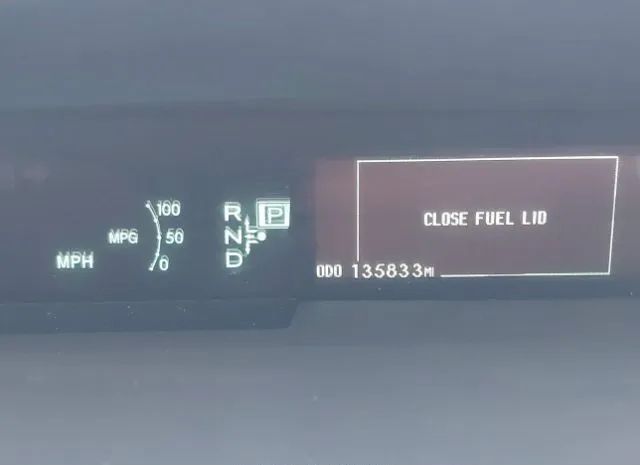 100
MPG 50
MPH 0
R P
N
D
CLOSE FUEL LID
ODO 135833 MI